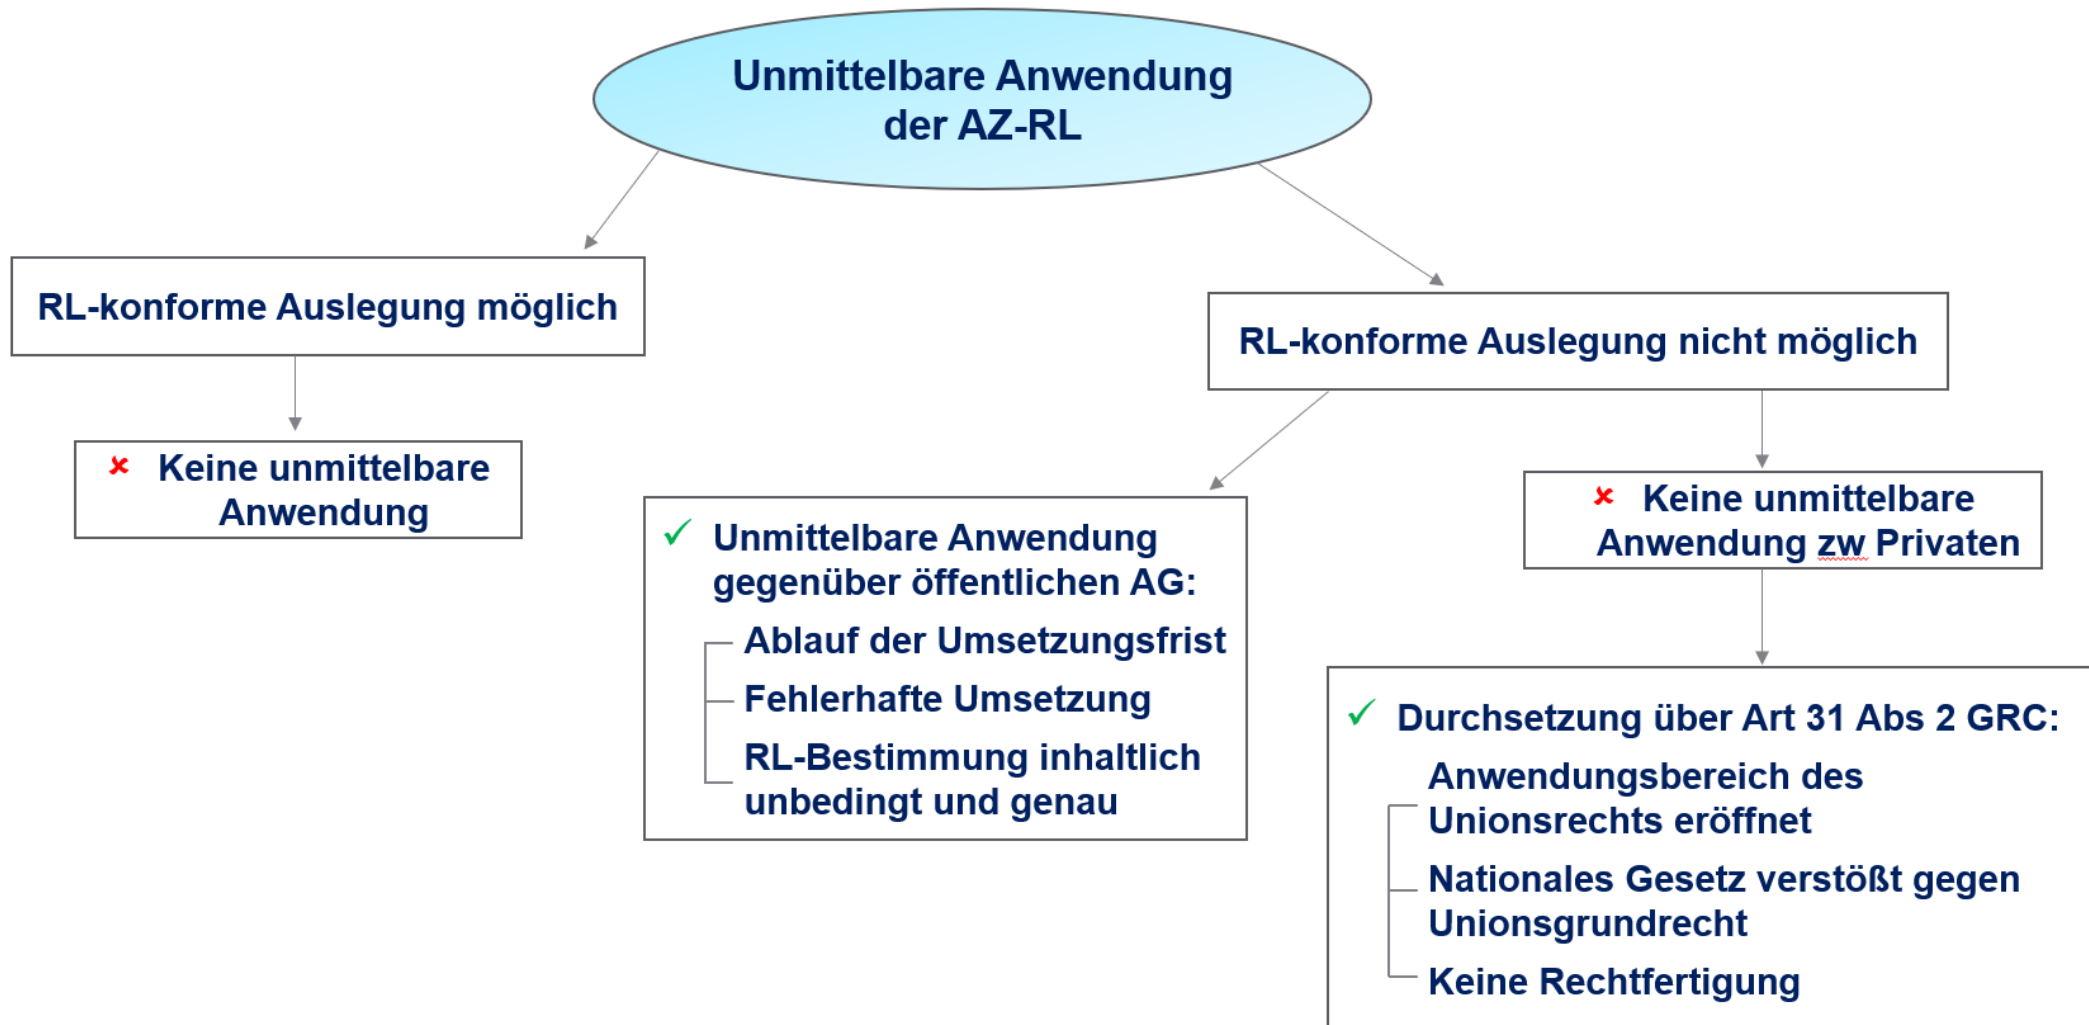 Unmittelbare Anwendung
der AZ-RL
RL-konforme Auslegung möglich
RL-konforme Auslegung nicht möglich
✘ Keine unmittelbare
Anwendung
✓ Unmittelbare Anwendung
gegenüber öffentlichen AG:
Ablauf der Umsetzungsfrist
Fehlerhafte Umsetzung
RL-Bestimmung inhaltlich
unbedingt und genau
✘ Keine unmittelbare
Anwendung zw Privaten
✓ Durchsetzung über Art 31 Abs 2 GRC:
Anwendungsbereich des
Unionsrechts eröffnet
Nationales Gesetz verstößt gegen
Unionsgrundrecht
Keine Rechtfertigung